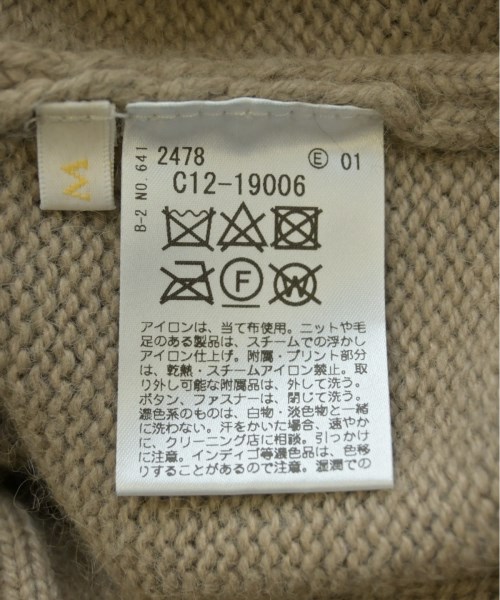 M
B-2 NO. 641
2478 Ⓔ 01
C12-19006
F
W
アイロンは、当て布使用。ニットや毛
足のある製品は、スチームでの浮かし
アイロン仕上げ。附属・プリント部分
は、乾熱・スチームアイロン禁止。取
り外し可能な附属品は、外して洗う。
ボタン、ファスナーは、閉じて洗う。
濃色系のものは、白物・淡色物と一緒
に洗わない。汗をかいた場合、速やか
に、クリーニング店に相談。引っかけ
に注意。インディゴ等濃色品は、色移
りすることがあるので注意。湿潤での